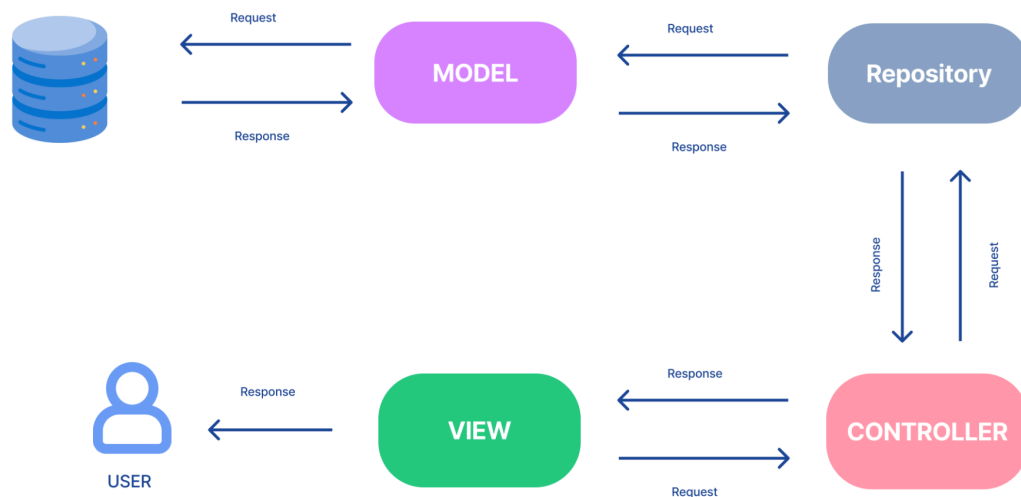 Request
MODEL
Response
Request
Repository
Response
Response
Request
USER
Response
VIEW
Response
Request
CONTROLLER